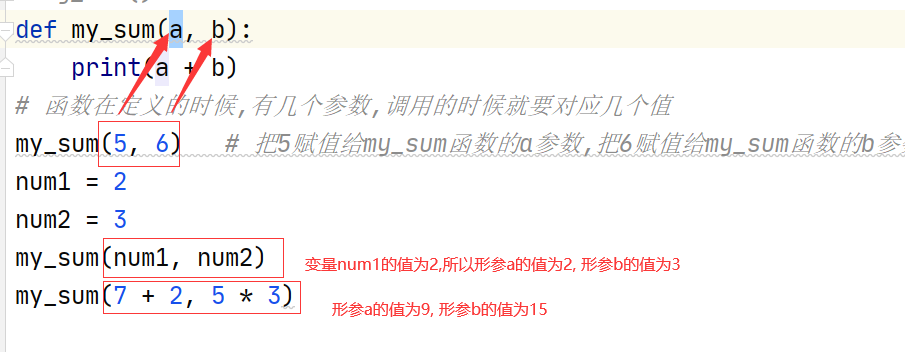 def my_sum(a, b):
print(a + b)
# 函数在定义的时候,有几个参数,调用的时候就要对应几个值
my_sum(5, 6) # 把5赋值给my_sum函数的a参数,把6赋值给my_sum函数的b参
num1 = 2
num2 = 3
my_sum(num1, num2) 变量num1的值为2,所以形参a的值为2, 形参b的值为3
my_sum(7 + 2, 5 * 3) 形参a的值为9, 形参b的值为15